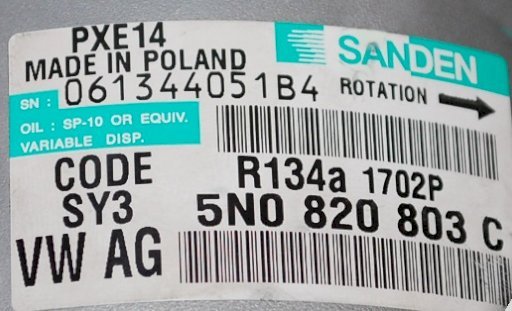 PXE14
SANDEN
MADE IN POLAND
SN : 061344051B4
ROTATION
OIL : SP-10 OR EQUIV.
VARIABLE DISP.
CODE
R134a 1702P
SY3
5N0 820 803 C
VW AG